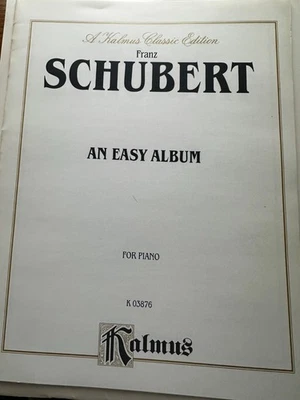 A Kalmus Classic Edition
Franz
SCHUBERT
AN EASY ALBUM
FOR PIANO
K 03876
Kalmus